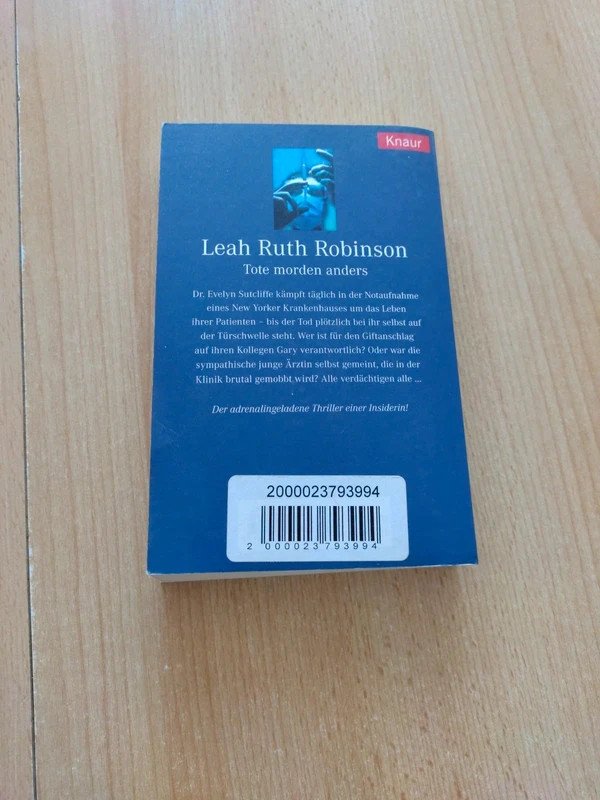 Knaur
Leah Ruth Robinson
Tote morden anders
Dr. Evelyn Sutcliffe kämpft täglich in der Notaufnahme
eines New Yorker Krankenhauses um das Leben
ihrer Patienten – bis der Tod plötzlich bei ihr selbst auf
der Türschwelle steht. Wer ist für den Giftanschlag
auf ihren Kollegen Gary verantwortlich? Oder war die
sympathische junge Ärztin selbst gemeint, die in der
Klinik brutal gemobbt wird? Alle verdächtigen alle ...
Der adrenalingeladene Thriller einer Insiderin!
2000023793994
2 000023 793994